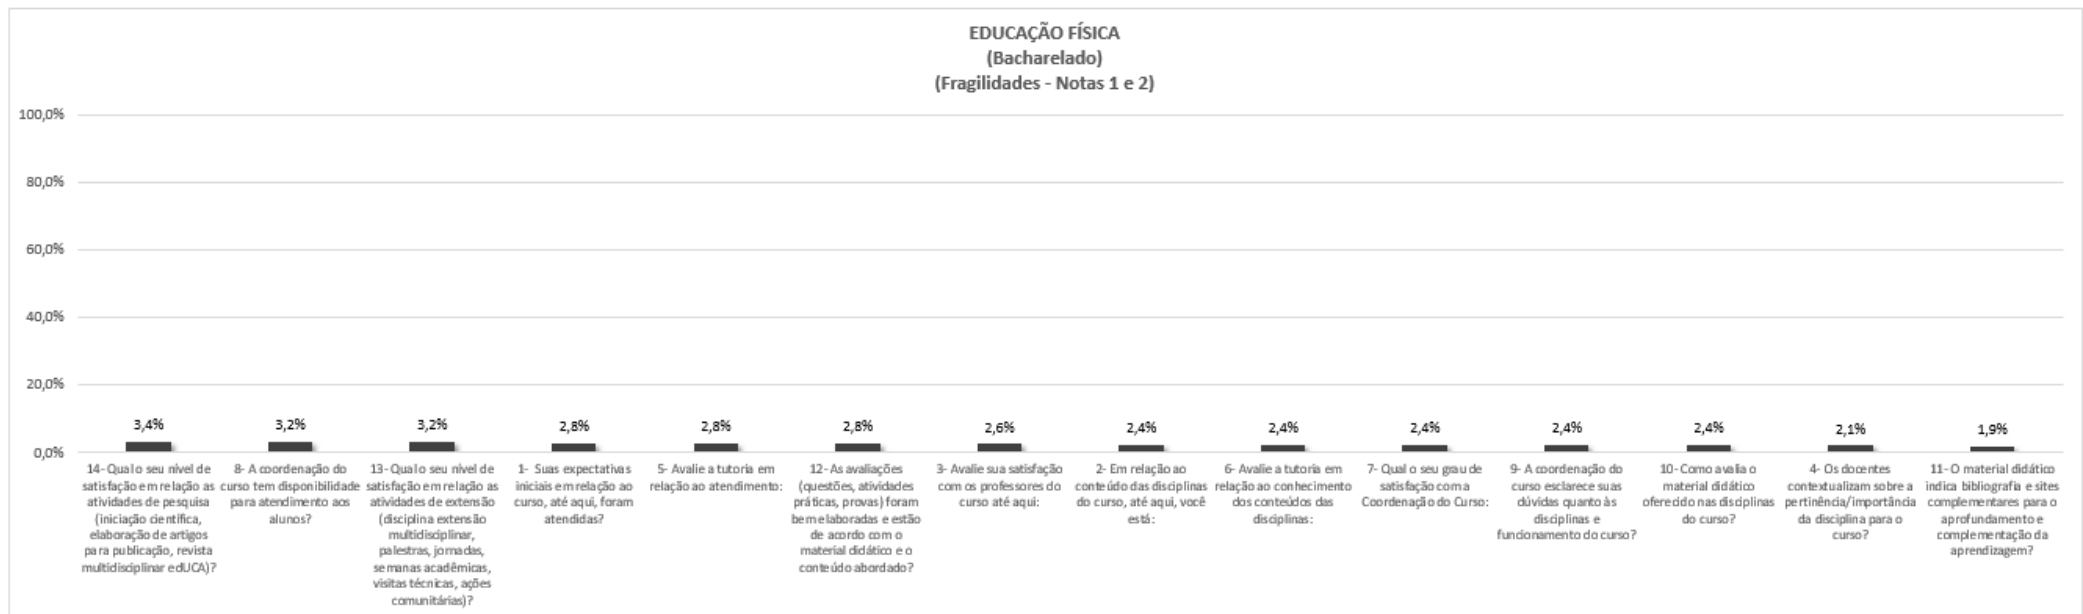 EDUCAÇÃO FÍSICA
(Bacharelado)
(Fragilidades - Notas 1 e 2)
100,0%
80,0%
60,0%
40,0%
20,0%
0,0%
3,4%
3,2%
3,2%
2,8%
2,8%
2,8%
2,6%
2,4%
2,4%
2,4%
2,4%
2,4%
2,1%
1,9%
14- Qual o seu nível de
satisfação em relação as
atividades de pesquisa
(iniciação científica,
elaboração de artigos
para publicação, revista
multidisciplinar edUCA)?
8- A coordenação do
curso tem disponibilidade
para atendimento aos
alunos?
13- Qual o seu nível de
satisfação em relação as
atividades de extensão
(disciplina extensão
multidisciplinar,
palestras, jornadas,
semanas acadêmicas,
visitas técnicas, ações
comunitárias)?
1- Suas expectativas
iniciais em relação ao
curso, até aqui, foram
atendidas?
5- Avalie a tutoria em
relação ao atendimento:
12- As avaliações
(questões, atividades
práticas, provas) foram
bem elaboradas e estão
de acordo com o
material didático e o
conteúdo abordado?
3- Avalie sua satisfação
com os professores do
curso até aqui:
2- Em relação ao
conteúdo das disciplinas
do curso, até aqui, você
está:
6- Avalie a tutoria em
relação ao conhecimento
dos conteúdos das
disciplinas:
7- Qual o seu grau de
satisfação com a
Coordenação do Curso:
9- A coordenação do
curso esclarece suas
dúvidas quanto às
disciplinas e
funcionamento do curso?
10- Como avalia o
material didático
oferecido nas disciplinas
do curso?
4- Os docentes
contextualizam sobre a
pertinência/importância
da disciplina para o
curso?
11- O material didático
indica bibliografia e sites
complementares para o
aprofundamento e
complementação da
aprendizagem?